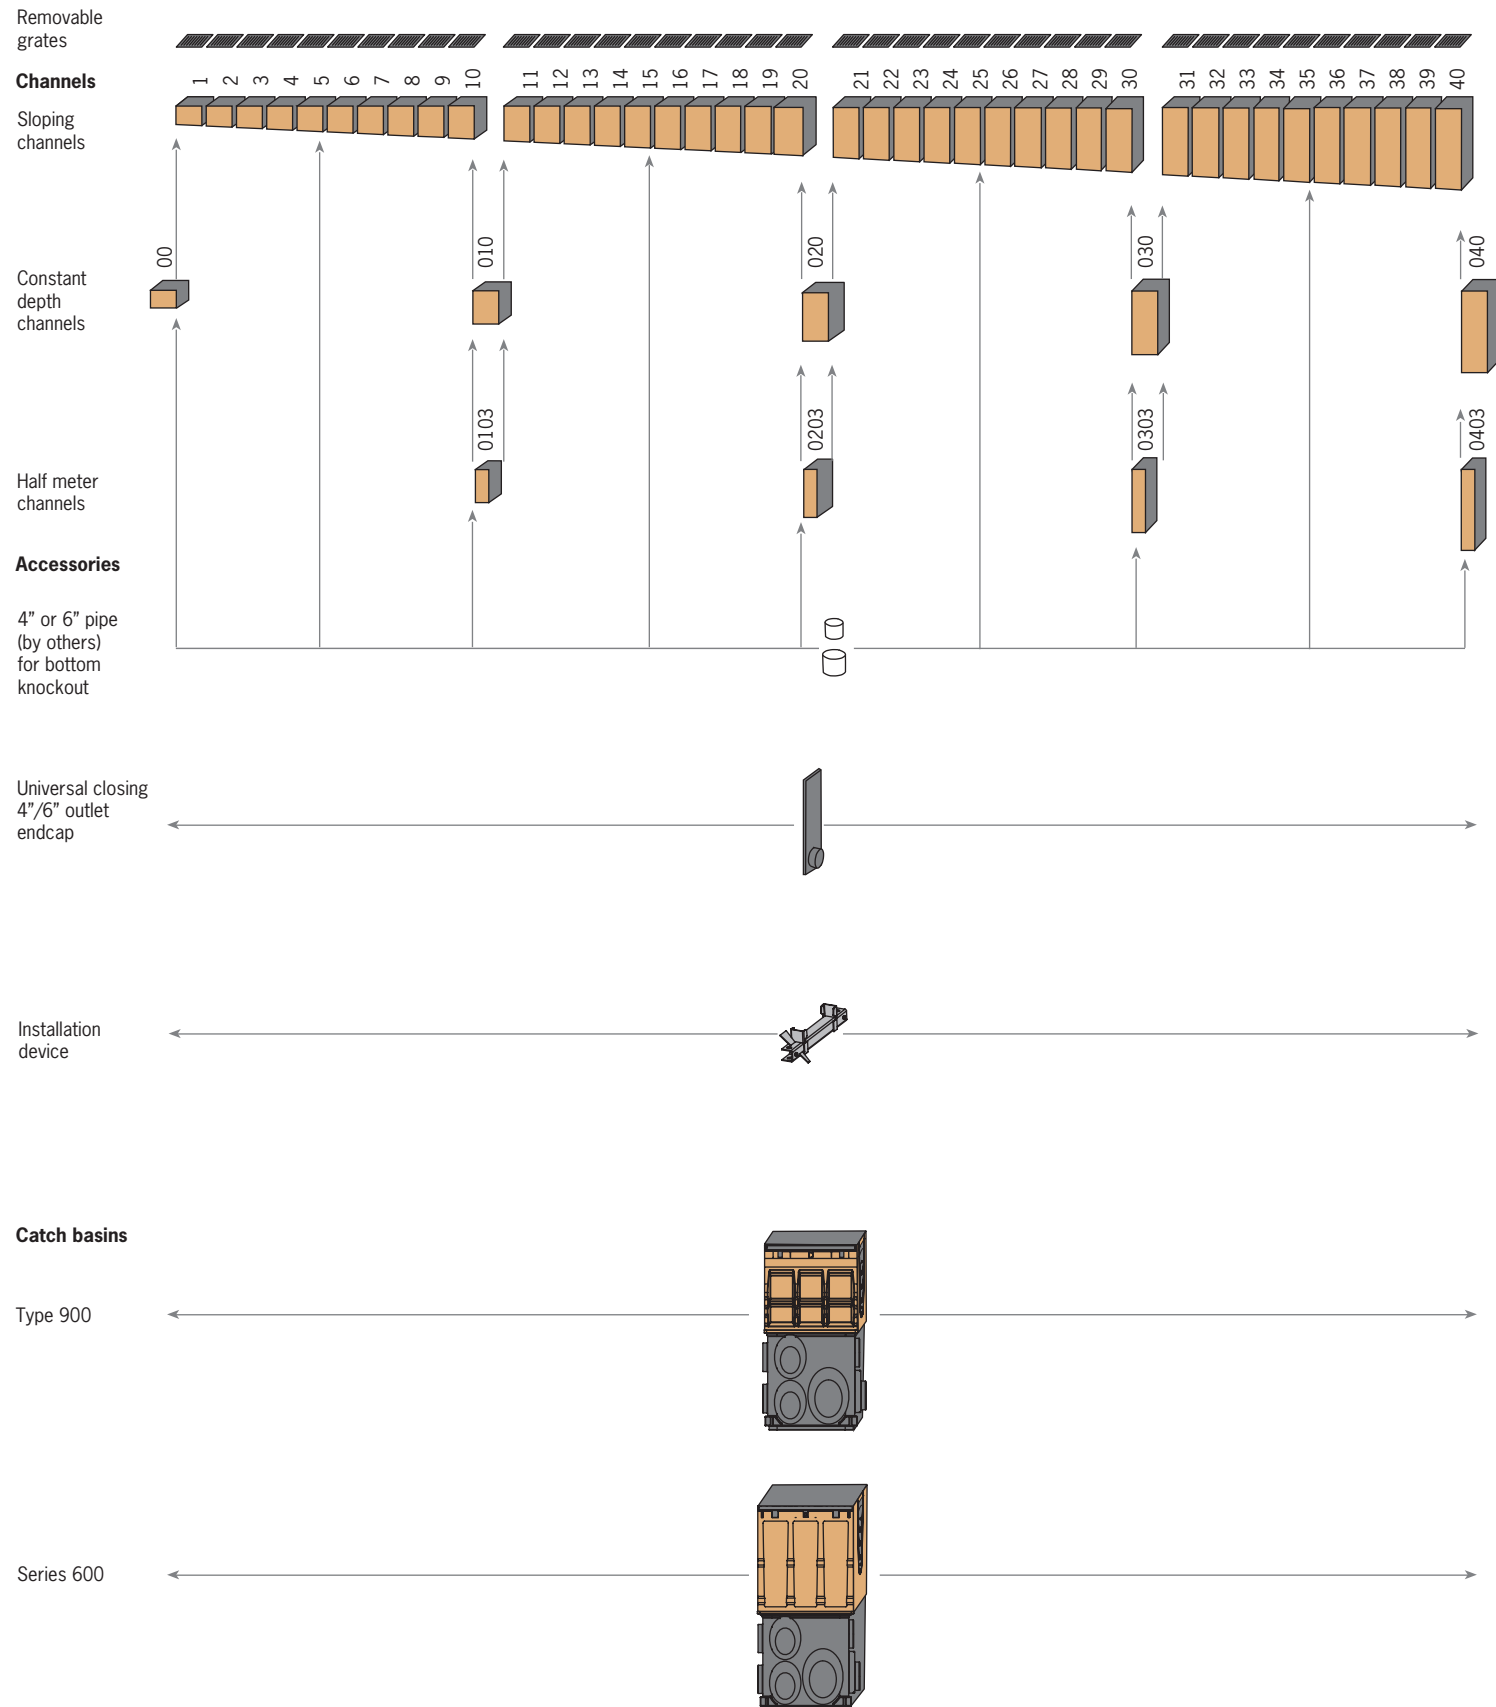 Removable
grates
Channels
1 2 3 4 5 6 7 8 9 10 11 12 13 14 15 16 17 18 19 20 21 22 23 24 25 26 27 28 29 30 31 32 33 34 35 36 37 38 39 40
Sloping
channels
00 010 020 030 040
Constant
depth
channels
0103 0203 0303 0403
Half meter
channels
Accessories
4” or 6” pipe
(by others)
for bottom
knockout
Universal closing
4”/6” outlet
endcap
Installation
device
Catch basins
Type 900
Series 600